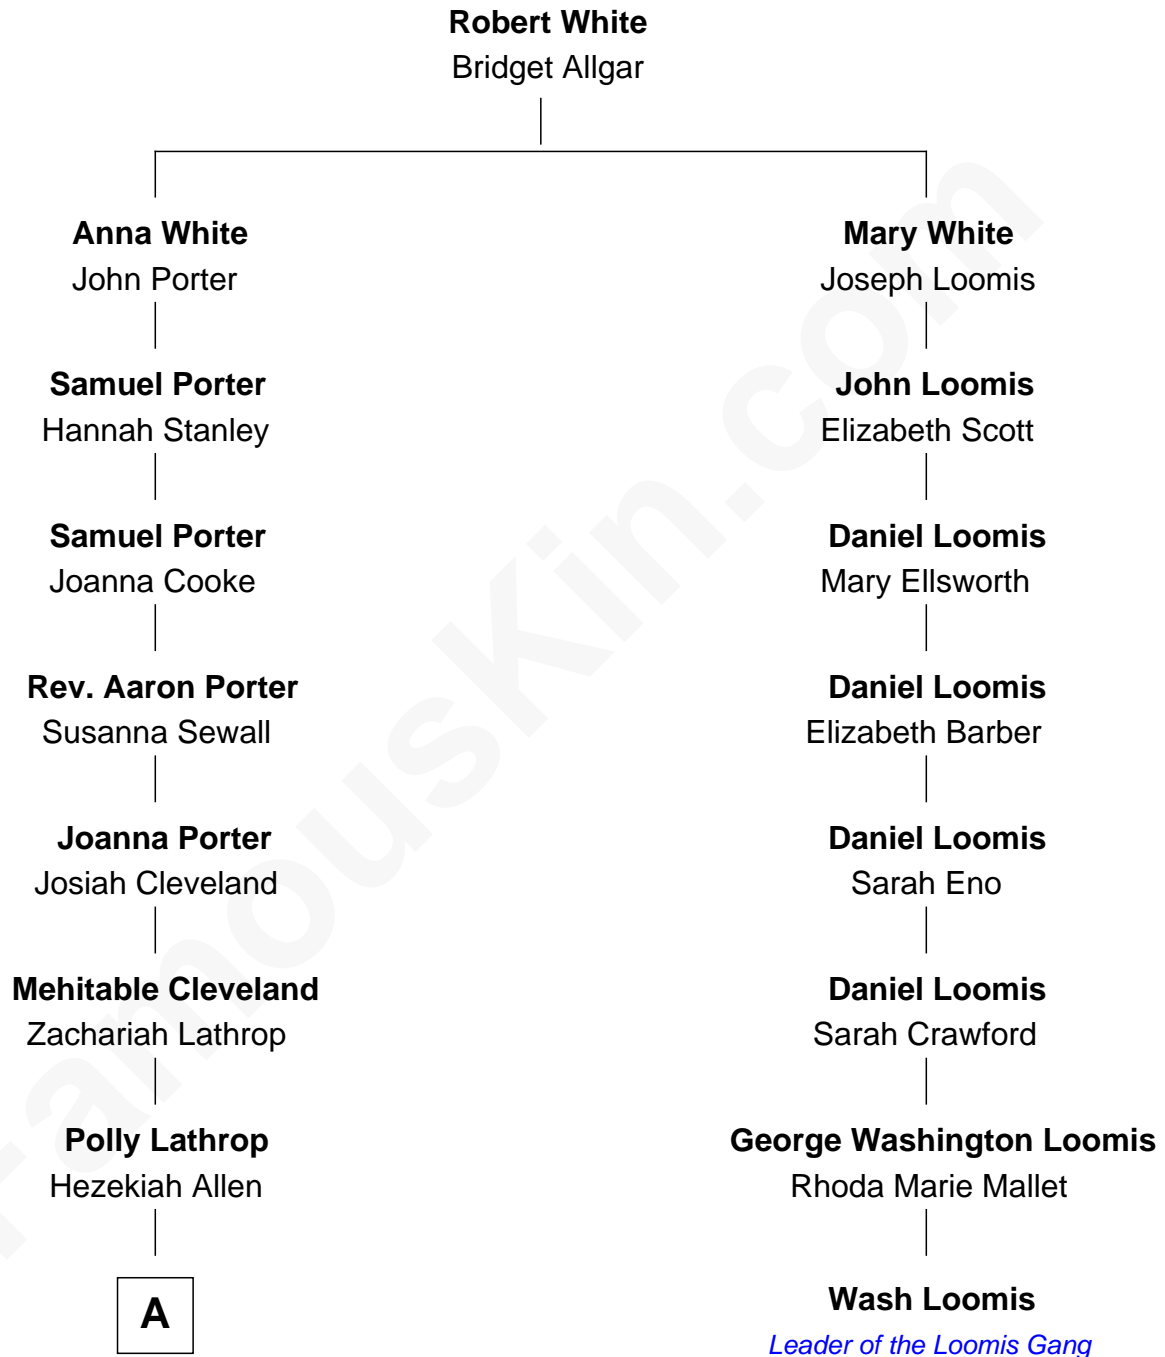 Robert White
Bridget Allgar
Anna White
John Porter
Mary White
Joseph Loomis
Samuel Porter
Hannah Stanley
John Loomis
Elizabeth Scott
Samuel Porter
Joanna Cooke
Daniel Loomis
Mary Ellsworth
Rev. Aaron Porter
Susanna Sewall
Daniel Loomis
Elizabeth Barber
Joanna Porter
Josiah Cleveland
Daniel Loomis
Sarah Eno
Mehitable Cleveland
Zachariah Lathrop
Daniel Loomis
Sarah Crawford
Polly Lathrop
Hezekiah Allen
George Washington Loomis
Rhoda Marie Mallet
A
Wash Loomis
Leader of the Loomis Gang
FamousKin.com